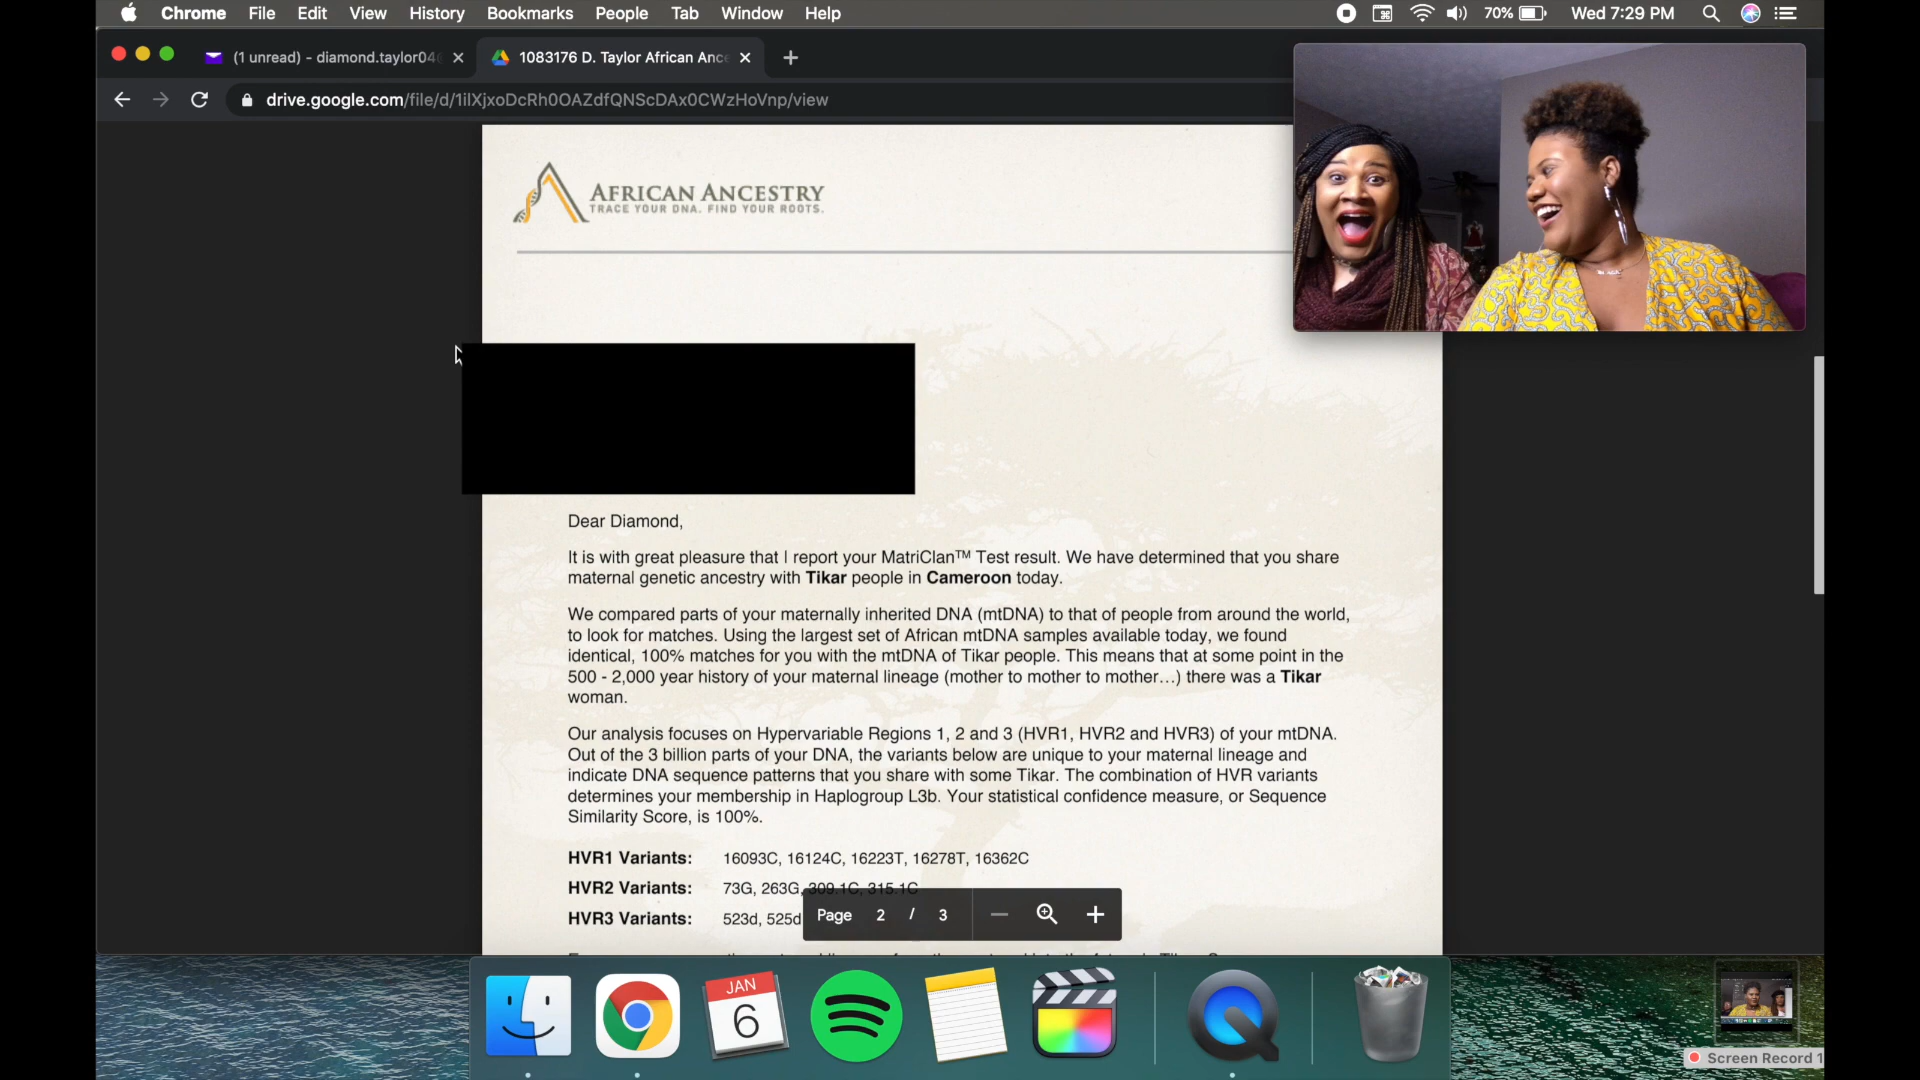 Chrome File Edit View History Bookmarks People Tab Window Help 70% Wed 7:29 PM
(1 unread) - diamond.taylor04 1083176 D. Taylor African Ance
drive.google.com/file/d/1ilXjxoDcRh0OAZdfQNScDAx0CWzHoVnp/view
AFRICAN ANCESTRY
TRACE YOUR DNA. FIND YOUR ROOTS.
Dear Diamond,
It is with great pleasure that I report your MatriClan™ Test result. We have determined that you share
maternal genetic ancestry with Tikar people in Cameroon today.
We compared parts of your maternally inherited DNA (mtDNA) to that of people from around the world,
to look for matches. Using the largest set of African mtDNA samples available today, we found
identical, 100% matches for you with the mtDNA of Tikar people. This means that at some point in the
500 - 2,000 year history of your maternal lineage (mother to mother to mother…) there was a Tikar
woman.
Our analysis focuses on Hypervariable Regions 1, 2 and 3 (HVR1, HVR2 and HVR3) of your mtDNA.
Out of the 3 billion parts of your DNA, the variants below are unique to your maternal lineage and
indicate DNA sequence patterns that you share with some Tikar. The combination of HVR variants
determines your membership in Haplogroup L3b. Your statistical confidence measure, or Sequence
Similarity Score, is 100%.
HVR1 Variants: 16093C, 16124C, 16223T, 16278T, 16362C
HVR2 Variants: 73G, 263G, 309.1C, 315.1C
HVR3 Variants: 523d, 525d
Page 2 / 3
JAN
6
Screen Record 1